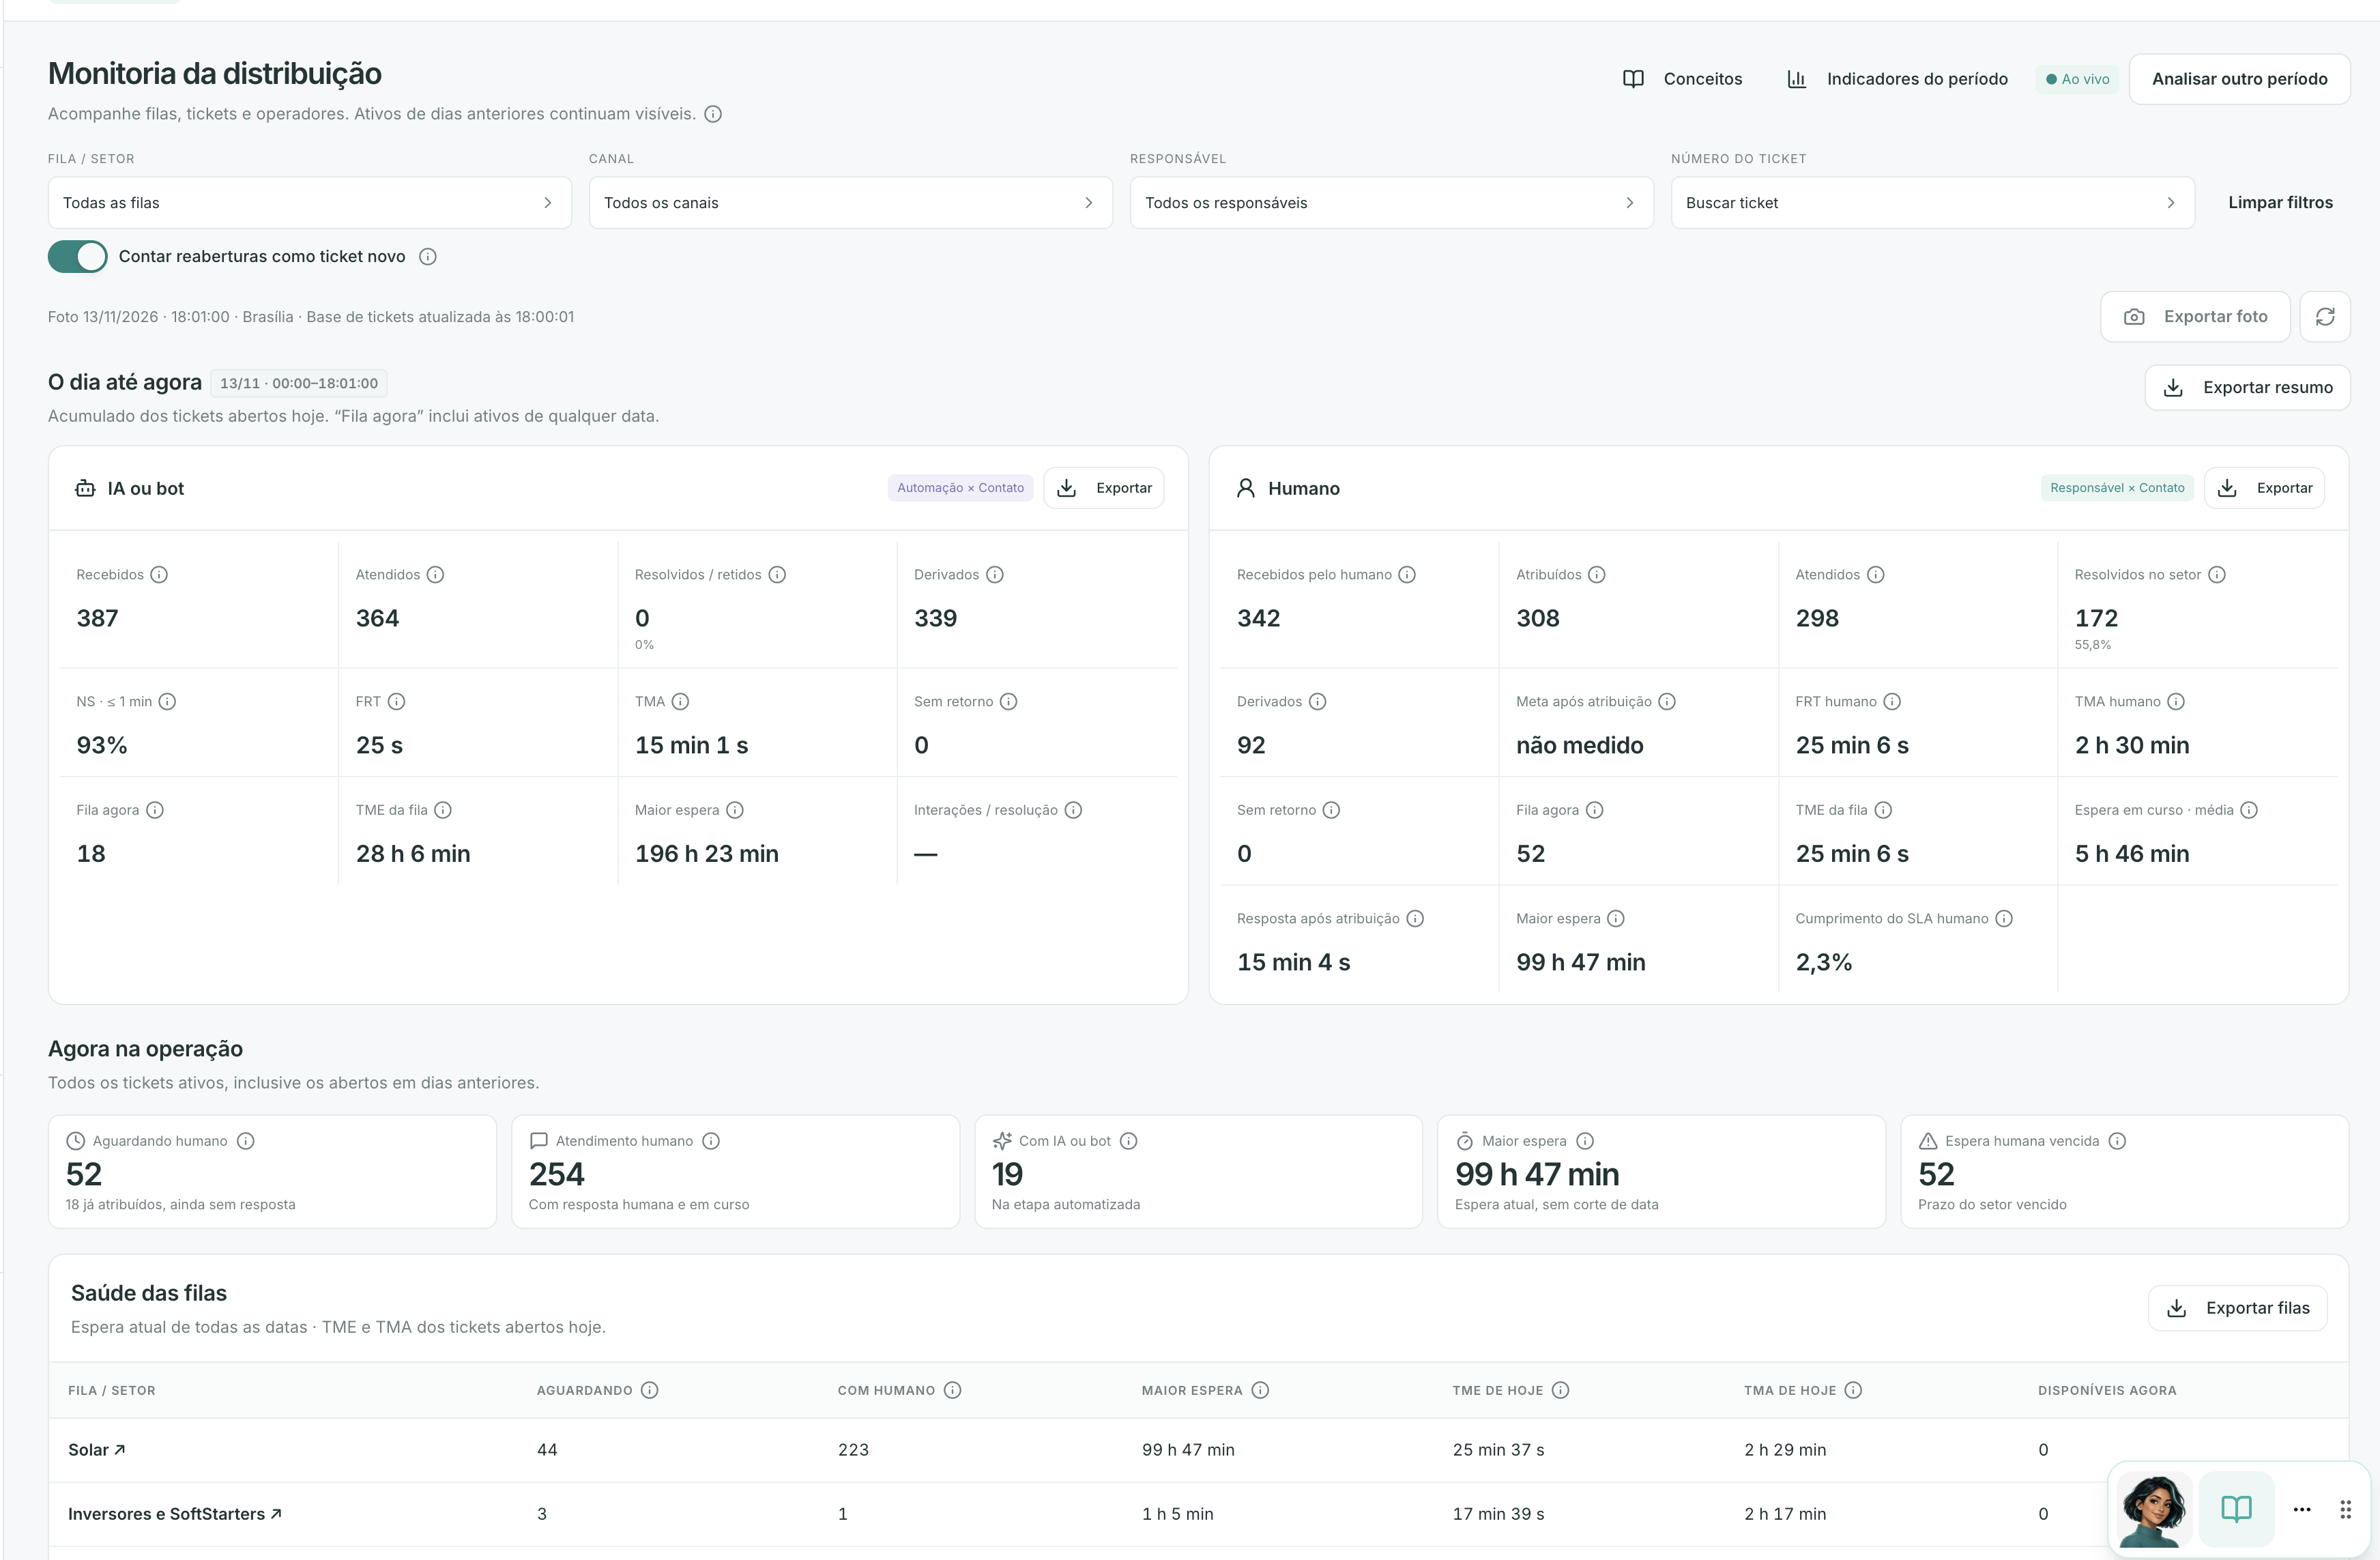 Monitoria da distribuição
Conceitos
Indicadores do período
Ao vivo
Analisar outro período
Acompanhe filas, tickets e operadores. Ativos de dias anteriores continuam visíveis.
FILA / SETOR
CANAL
RESPONSÁVEL
NÚMERO DO TICKET
Todas as filas
Todos os canais
Todos os responsáveis
Buscar ticket
Limpar filtros
Contar reaberturas como ticket novo
Foto 13/11/2026 · 18:01:00 · Brasília · Base de tickets atualizada às 18:00:01
Exportar foto
O dia até agora
13/11 · 00:00–18:01:00
Exportar resumo
Acumulado dos tickets abertos hoje. “Fila agora” inclui ativos de qualquer data.
IA ou bot
Automação × Contato
Exportar
Recebidos
Atendidos
Resolvidos / retidos
Derivados
387
364
0
339
0%
NS · ≤ 1 min
FRT
TMA
Sem retorno
93%
25 s
15 min 1 s
0
Fila agora
TME da fila
Maior espera
Interações / resolução
18
28 h 6 min
196 h 23 min
—
Humano
Responsável × Contato
Exportar
Recebidos pelo humano
Atribuídos
Atendidos
Resolvidos no setor
342
308
298
172
55,8%
Derivados
Meta após atribuição
FRT humano
TMA humano
92
não medido
25 min 6 s
2 h 30 min
Sem retorno
Fila agora
TME da fila
Espera em curso · média
0
52
25 min 6 s
5 h 46 min
Resposta após atribuição
Maior espera
Cumprimento do SLA humano
15 min 4 s
99 h 47 min
2,3%
Agora na operação
Todos os tickets ativos, inclusive os abertos em dias anteriores.
Aguardando humano
52
18 já atribuídos, ainda sem resposta
Atendimento humano
254
Com resposta humana e em curso
Com IA ou bot
19
Na etapa automatizada
Maior espera
99 h 47 min
Espera atual, sem corte de data
Espera humana vencida
52
Prazo do setor vencido
Saúde das filas
Espera atual de todas as datas · TME e TMA dos tickets abertos hoje.
Exportar filas
FILA / SETOR
AGUARDANDO
COM HUMANO
MAIOR ESPERA
TME DE HOJE
TMA DE HOJE
DISPONÍVEIS AGORA
Solar ↗
44
223
99 h 47 min
25 min 37 s
2 h 29 min
0
Inversores e SoftStarters ↗
3
1
1 h 5 min
17 min 39 s
2 h 17 min
0